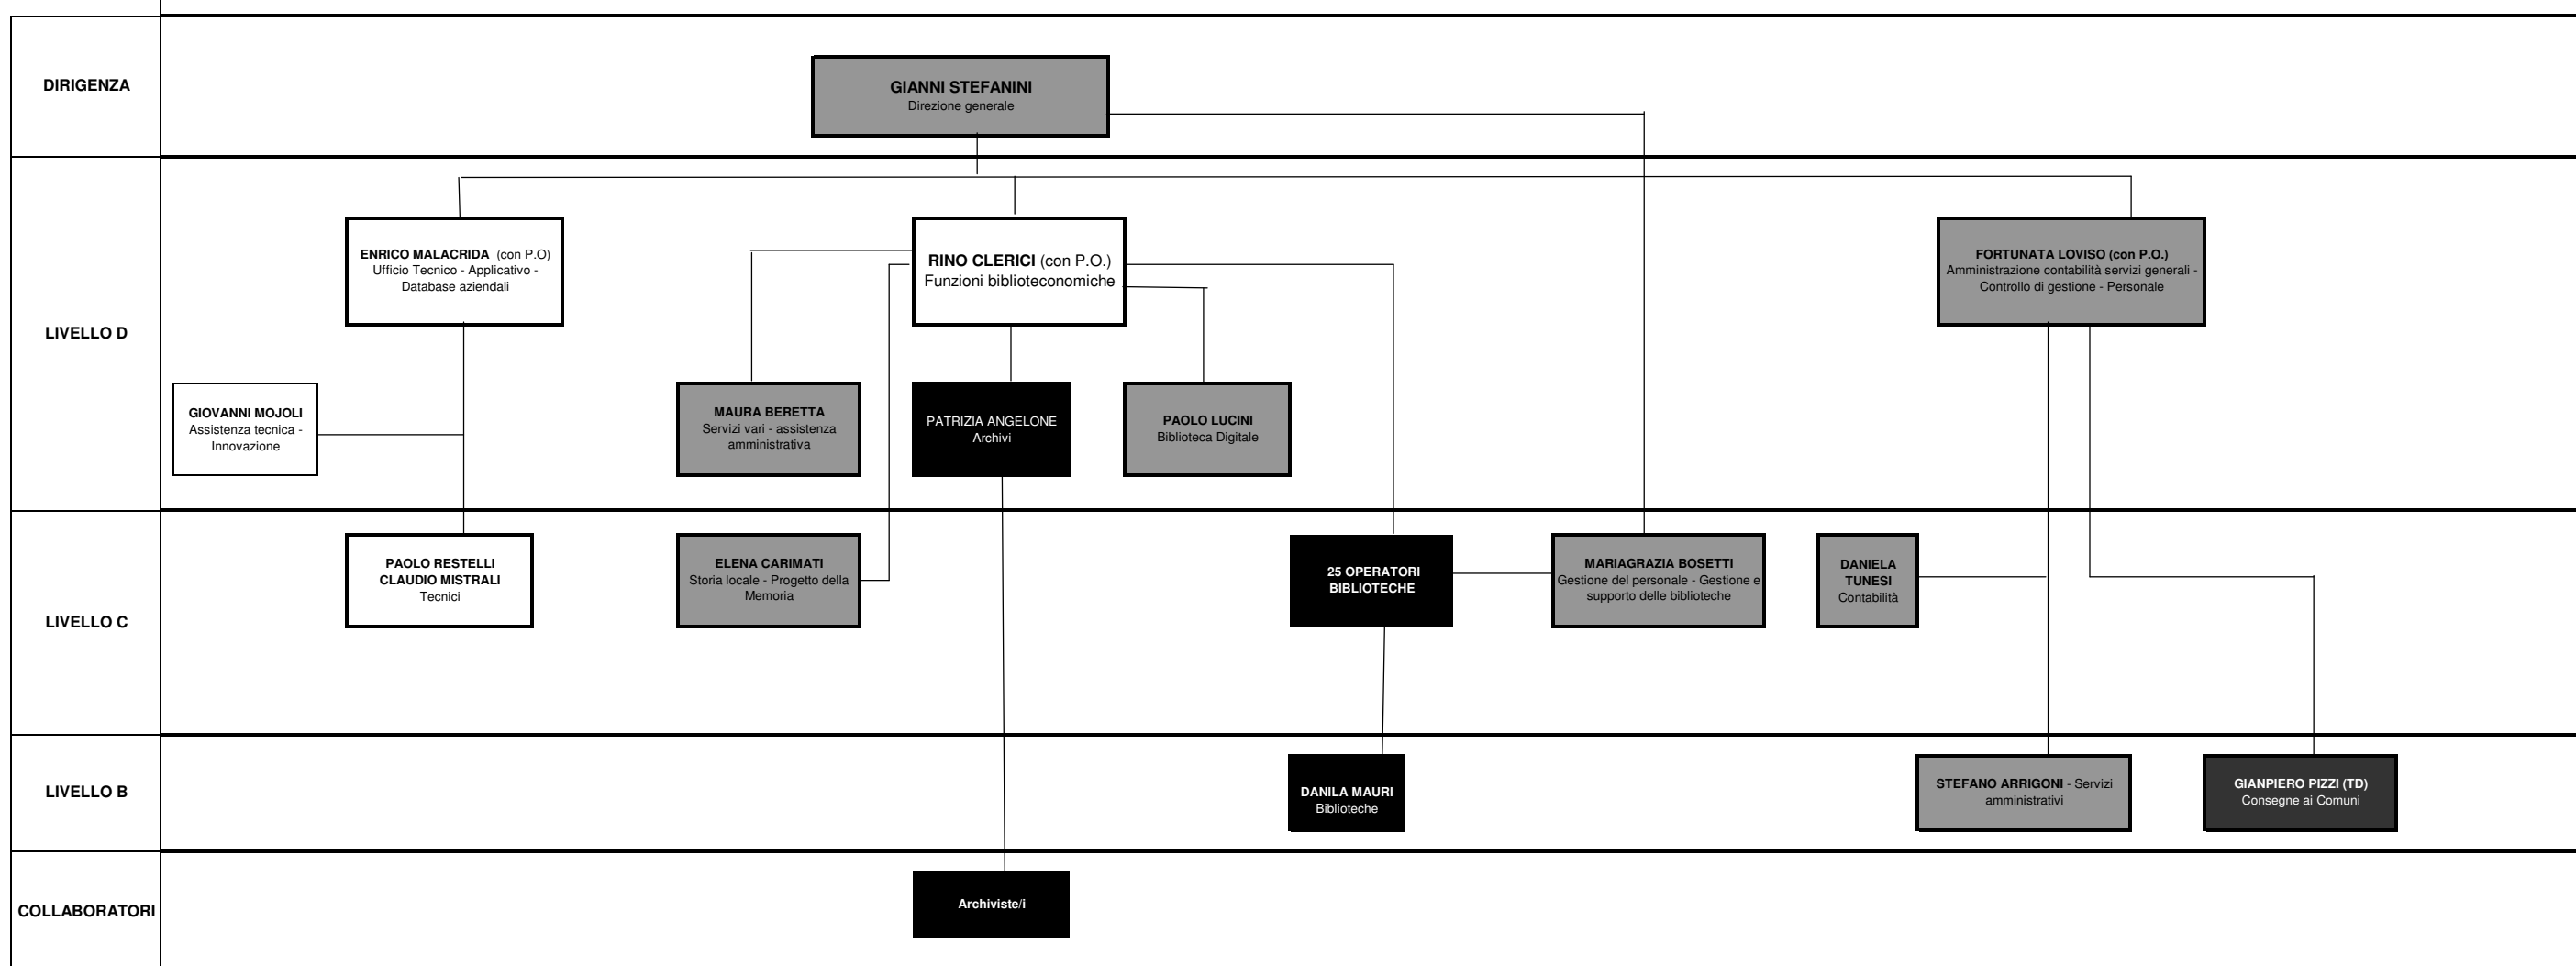 DIRIGENZA
GIANNI STEFANINI
Direzione generale
LIVELLO D
ENRICO MALACRIDA (con P.O)
Ufficio Tecnico - Applicativo -
Database aziendali
RINO CLERICI (con P.O.)
Funzioni biblioteconomiche
FORTUNATA LOVISO (con P.O.)
Amministrazione contabilità servizi generali -
Controllo di gestione - Personale
GIOVANNI MOJOLI
Assistenza tecnica -
Innovazione
MAURA BERETTA
Servizi vari - assistenza
amministrativa
PATRIZIA ANGELONE
Archivi
PAOLO LUCINI
Biblioteca Digitale
LIVELLO C
PAOLO RESTELLI
CLAUDIO MISTRALI
Tecnici
ELENA CARIMATI
Storia locale - Progetto della
Memoria
25 OPERATORI
BIBLIOTECHE
MARIAGRAZIA BOSETTI
Gestione del personale - Gestione e
supporto delle biblioteche
DANIELA
TUNESI
Contabilità
LIVELLO B
DANILA MAURI
Biblioteche
STEFANO ARRIGONI - Servizi
amministrativi
GIANPIERO PIZZI (TD)
Consegne ai Comuni
COLLABORATORI
Archiviste/i